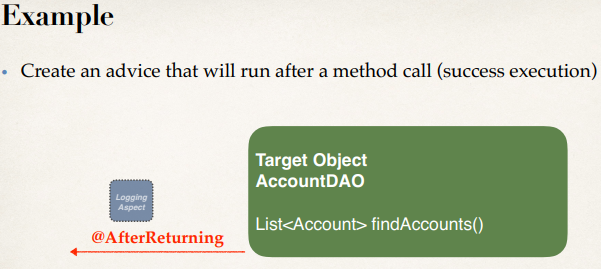 Example
• Create an advice that will run after a method call (success execution)
Target Object
AccountDAO
Logging
Aspect
List<Account> findAccounts()
@AfterReturning